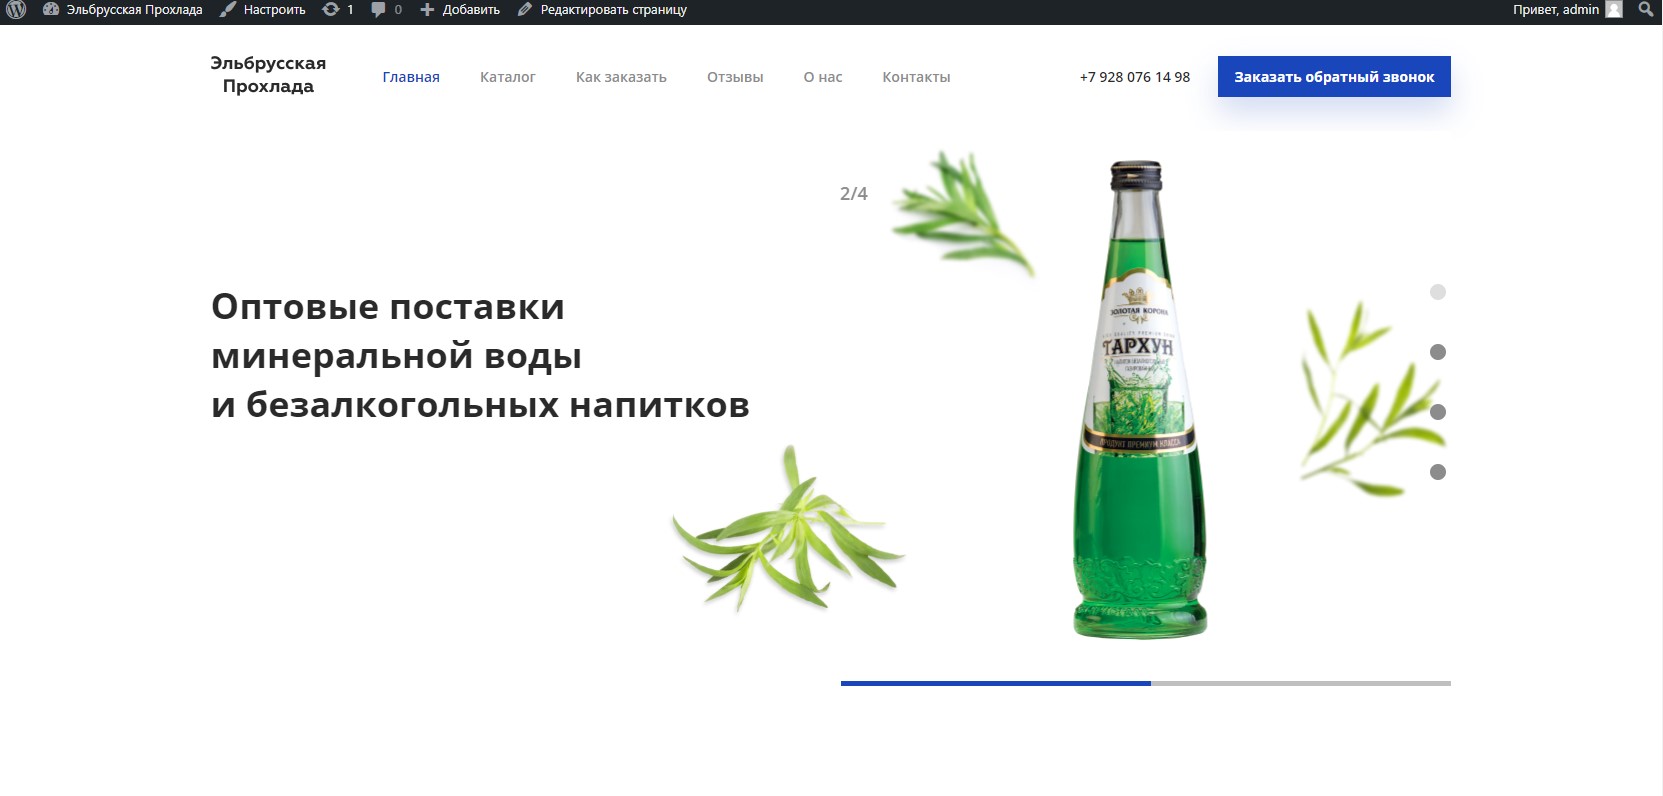 Эльбрусская Прохлада
Настроить
1
0
Добавить
Редактировать страницу
Привет, admin
Эльбрусская
Прохлада
Главная
Каталог
Как заказать
Отзывы
О нас
Контакты
+7 928 076 14 98
Заказать обратный звонок
2/4
Оптовые поставки
минеральной воды
и безалкогольных напитков
ЗОЛОТАЯ КОРОНА
ТАРХУН
ПРОДУКТ ПРЕМИУМ КЛАССА